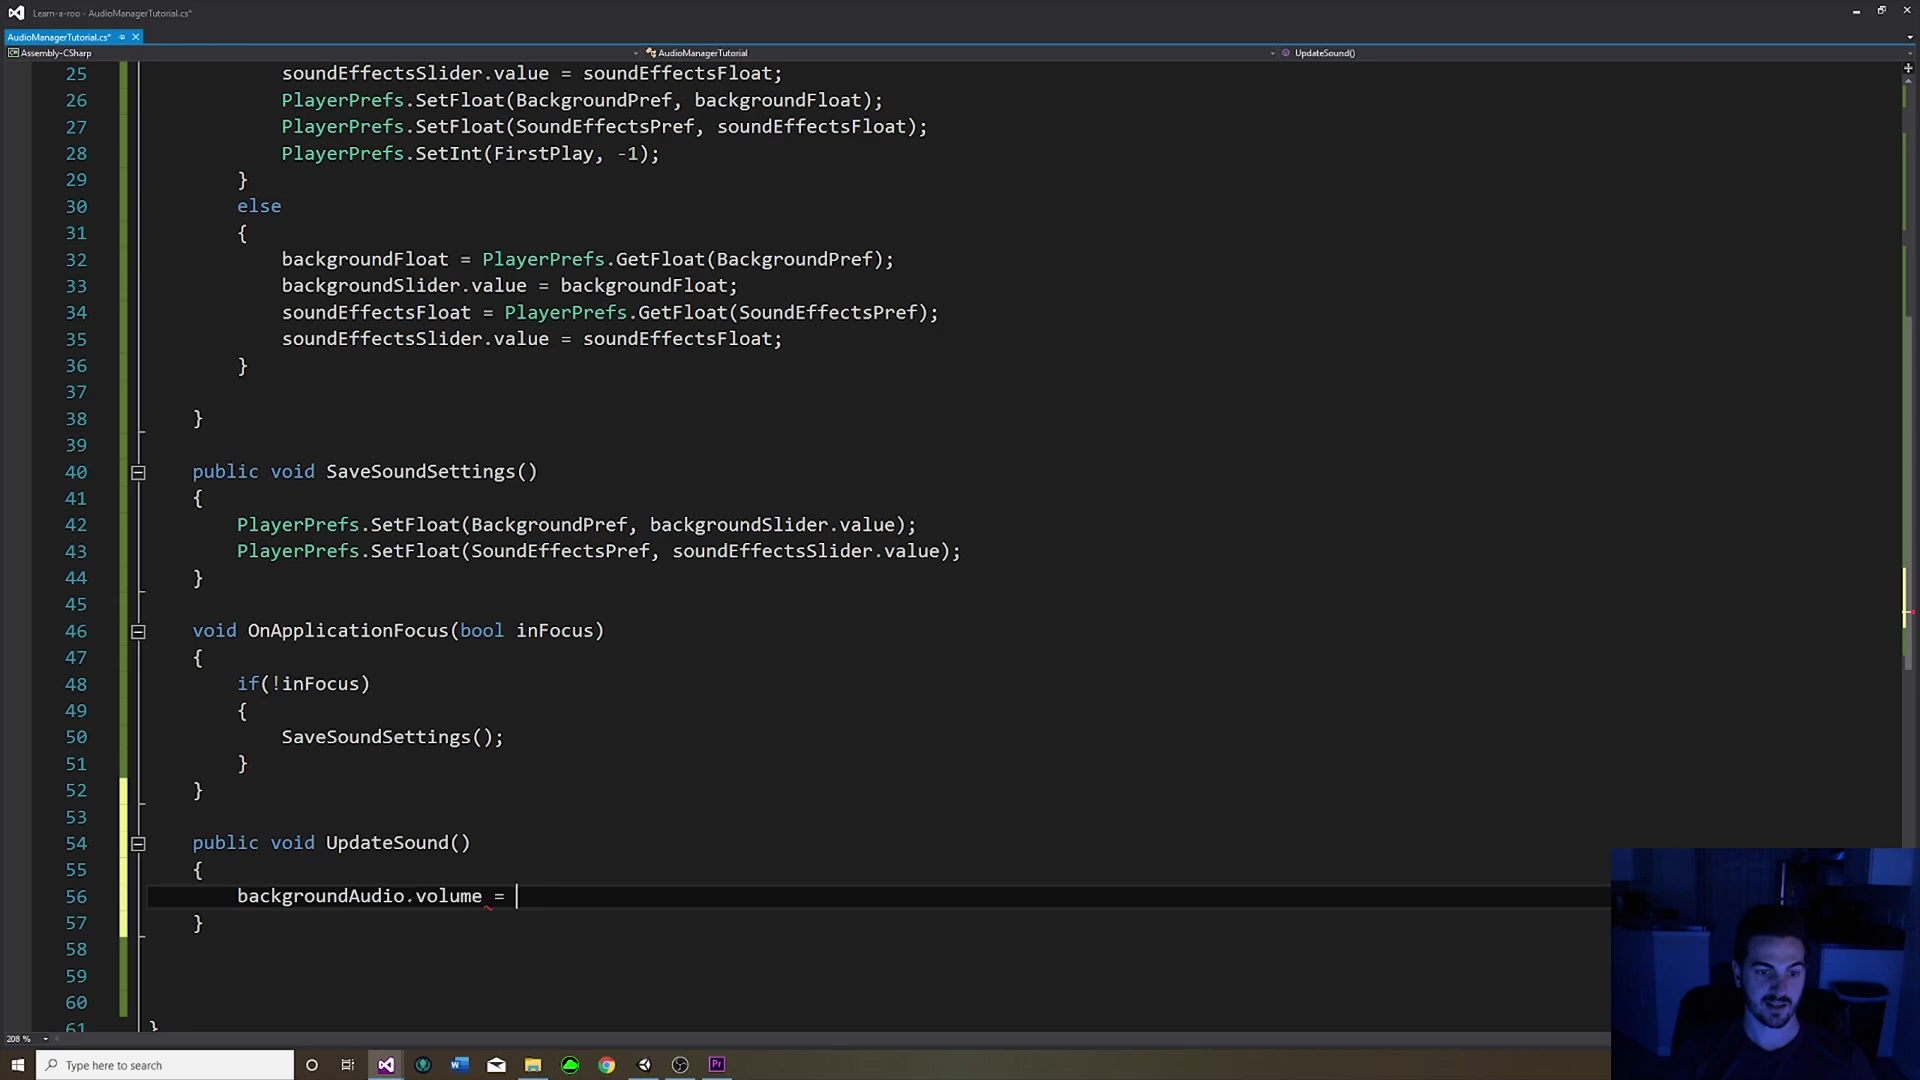 Learn-a-roo - AudioManagerTutorial.cs*
AudioManagerTutorial.cs*
Assembly-CSharp AudioManagerTutorial UpdateSound()
25 soundEffectsSlider.value = soundEffectsFloat;
26 PlayerPrefs.SetFloat(BackgroundPref, backgroundFloat);
27 PlayerPrefs.SetFloat(SoundEffectsPref, soundEffectsFloat);
28 PlayerPrefs.SetInt(FirstPlay, -1);
29 }
30 else
31 {
32 backgroundFloat = PlayerPrefs.GetFloat(BackgroundPref);
33 backgroundSlider.value = backgroundFloat;
34 soundEffectsFloat = PlayerPrefs.GetFloat(SoundEffectsPref);
35 soundEffectsSlider.value = soundEffectsFloat;
36 }
37
38 }
39
40 public void SaveSoundSettings()
41 {
42 PlayerPrefs.SetFloat(BackgroundPref, backgroundSlider.value);
43 PlayerPrefs.SetFloat(SoundEffectsPref, soundEffectsSlider.value);
44 }
45
46 void OnApplicationFocus(bool inFocus)
47 {
48 if(!inFocus)
49 {
50 SaveSoundSettings();
51 }
52 }
53
54 public void UpdateSound()
55 {
56 backgroundAudio.volume =
57 }
58
59
60
61 }
208 %
Type here to search